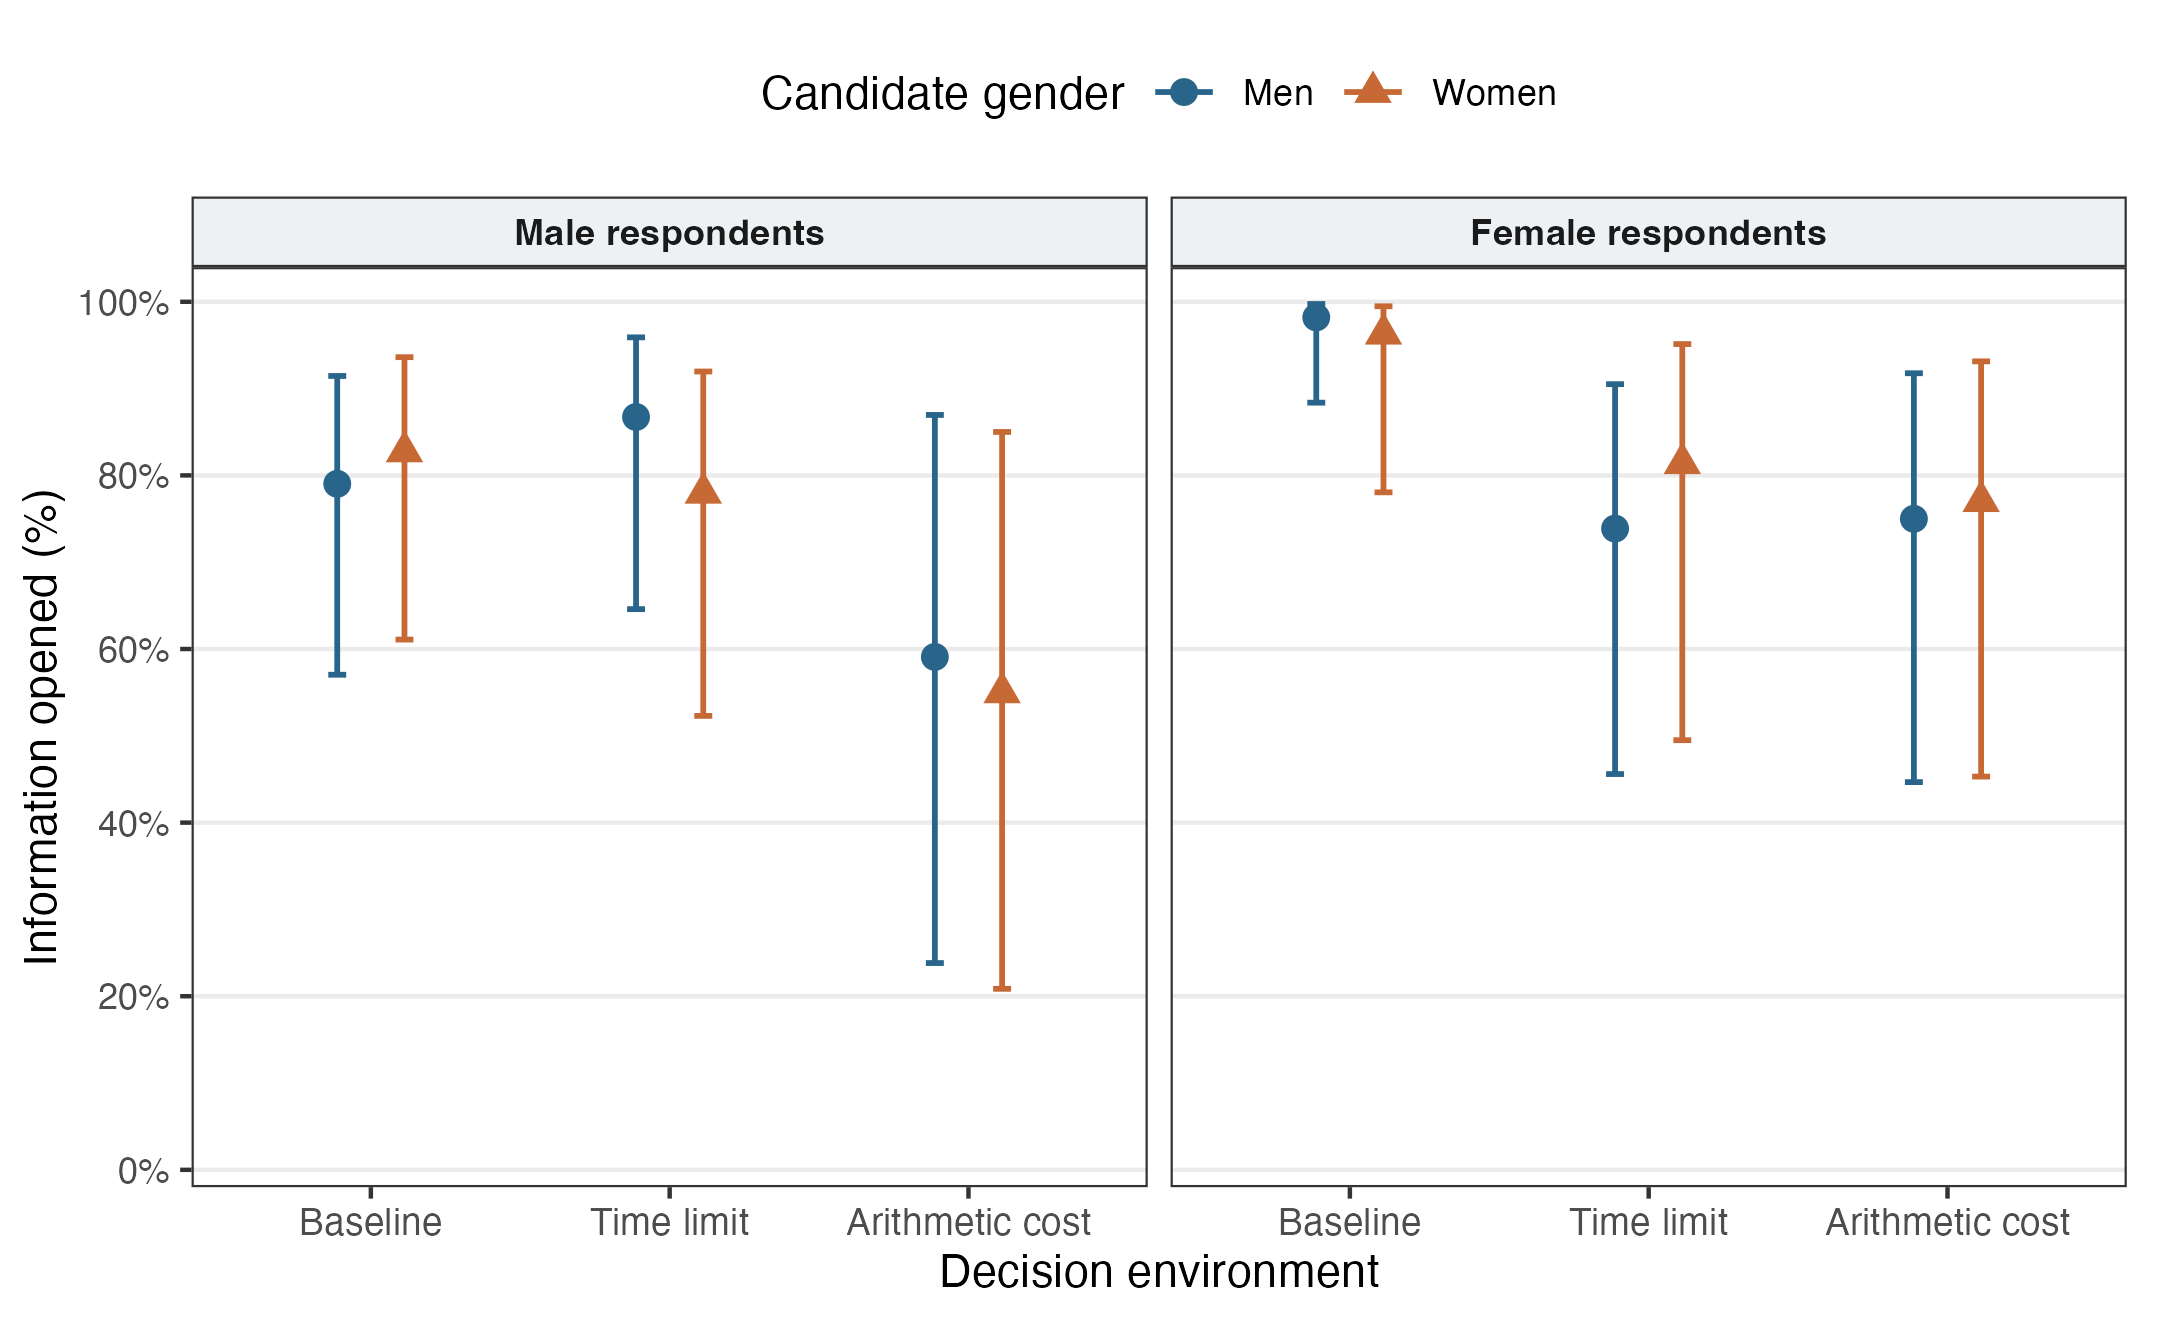 Candidate gender Men Women
Male respondents Female respondents
100%
80%
60%
40%
20%
0%
Information opened (%)
Baseline Time limit Arithmetic cost Baseline Time limit Arithmetic cost
Decision environment